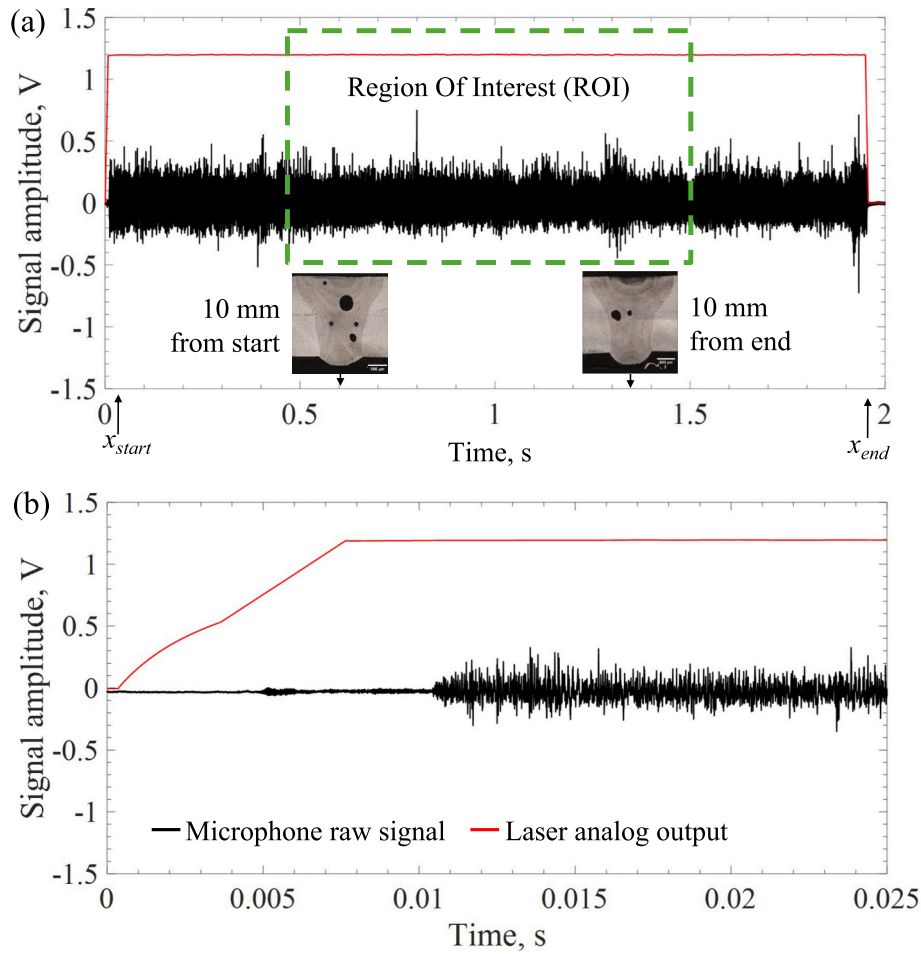 (a)
1.5
1
0.5
0
-0.5
-1
-1.5
Signal amplitude, V
Region Of Interest (ROI)
10 mm
from start
10 mm
from end
0
0.5
1
1.5
2
x_start
x_end
Time, s
(b)
1.5
1
0.5
0
-0.5
-1
-1.5
Signal amplitude, V
Microphone raw signal
Laser analog output
0
0.005
0.01
0.015
0.02
0.025
Time, s